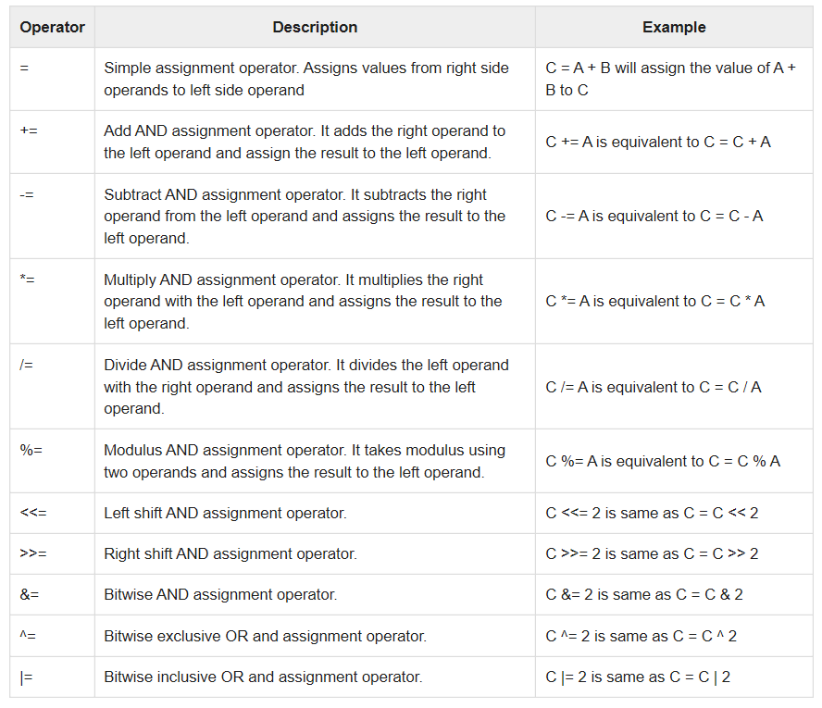 Operator Description Example
= Simple assignment operator. Assigns values from right side
operands to left side operand
C = A + B will assign the value of A +
B to C
+= Add AND assignment operator. It adds the right operand to
the left operand and assign the result to the left operand.
C += A is equivalent to C = C + A
-= Subtract AND assignment operator. It subtracts the right
operand from the left operand and assigns the result to the
left operand.
C -= A is equivalent to C = C - A
*= Multiply AND assignment operator. It multiplies the right
operand with the left operand and assigns the result to the
left operand.
C *= A is equivalent to C = C * A
/= Divide AND assignment operator. It divides the left operand
with the right operand and assigns the result to the left
operand.
C /= A is equivalent to C = C / A
%= Modulus AND assignment operator. It takes modulus using
two operands and assigns the result to the left operand.
C %= A is equivalent to C = C % A
<<= Left shift AND assignment operator. C <<= 2 is same as C = C << 2
>>= Right shift AND assignment operator. C >>= 2 is same as C = C >> 2
&= Bitwise AND assignment operator. C &= 2 is same as C = C & 2
^= Bitwise exclusive OR and assignment operator. C ^= 2 is same as C = C ^ 2
|= Bitwise inclusive OR and assignment operator. C |= 2 is same as C = C | 2